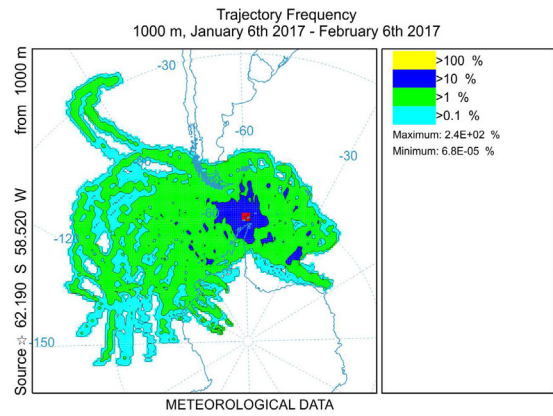 Trajectory Frequency
1000 m, January 6th 2017 - February 6th 2017
Source ☆ 62.190 S 58.520 W from 1000 m
-30
-60
-30
-12
-150
>100 %
>10 %
>1 %
>0.1 %
Maximum: 2.4E+02 %
Minimum: 6.8E-05 %
METEOROLOGICAL DATA